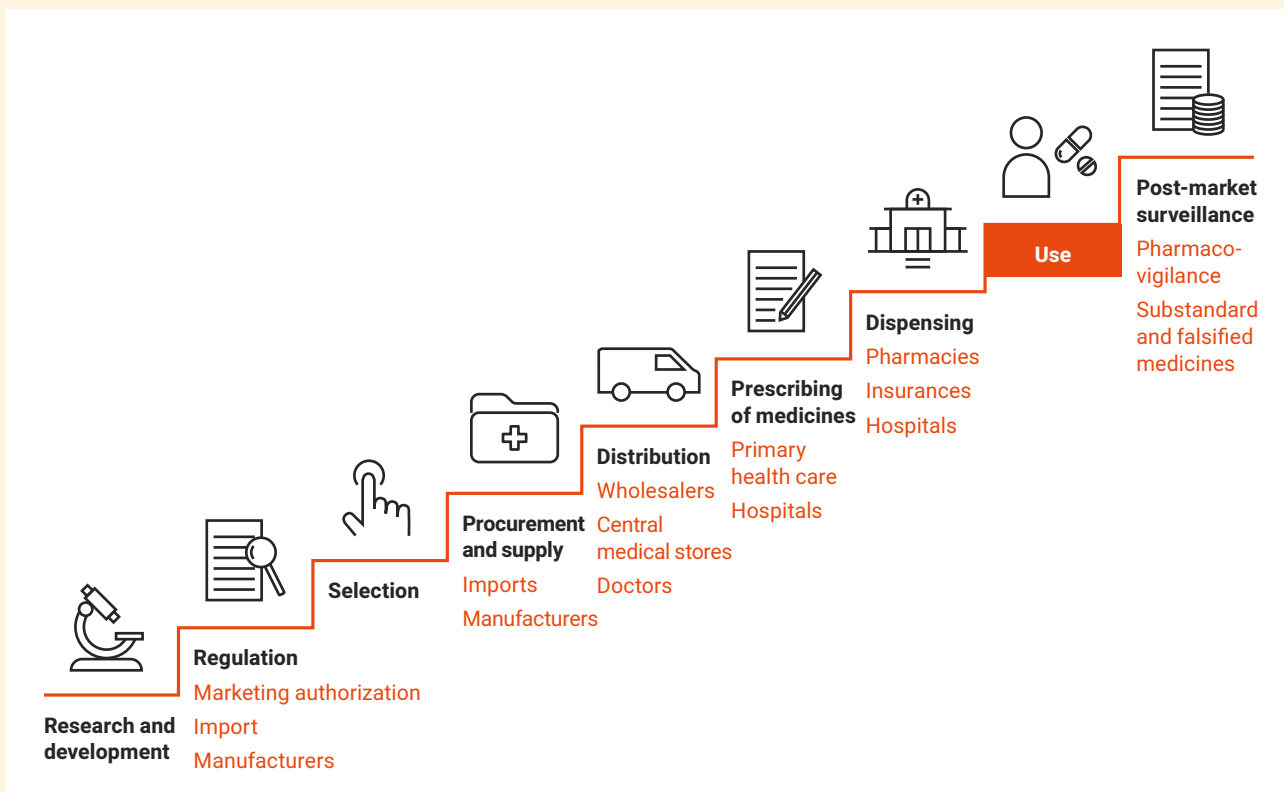 Research and
development
Regulation
Marketing authorization
Import
Manufacturers
Selection
Procurement
and supply
Imports
Manufacturers
Distribution
Wholesalers
Central
medical stores
Doctors
Prescribing
of medicines
Primary
health care
Hospitals
Dispensing
Pharmacies
Insurances
Hospitals
Use
Post-market
surveillance
Pharmaco-
vigilance
Substandard
and falsified
medicines